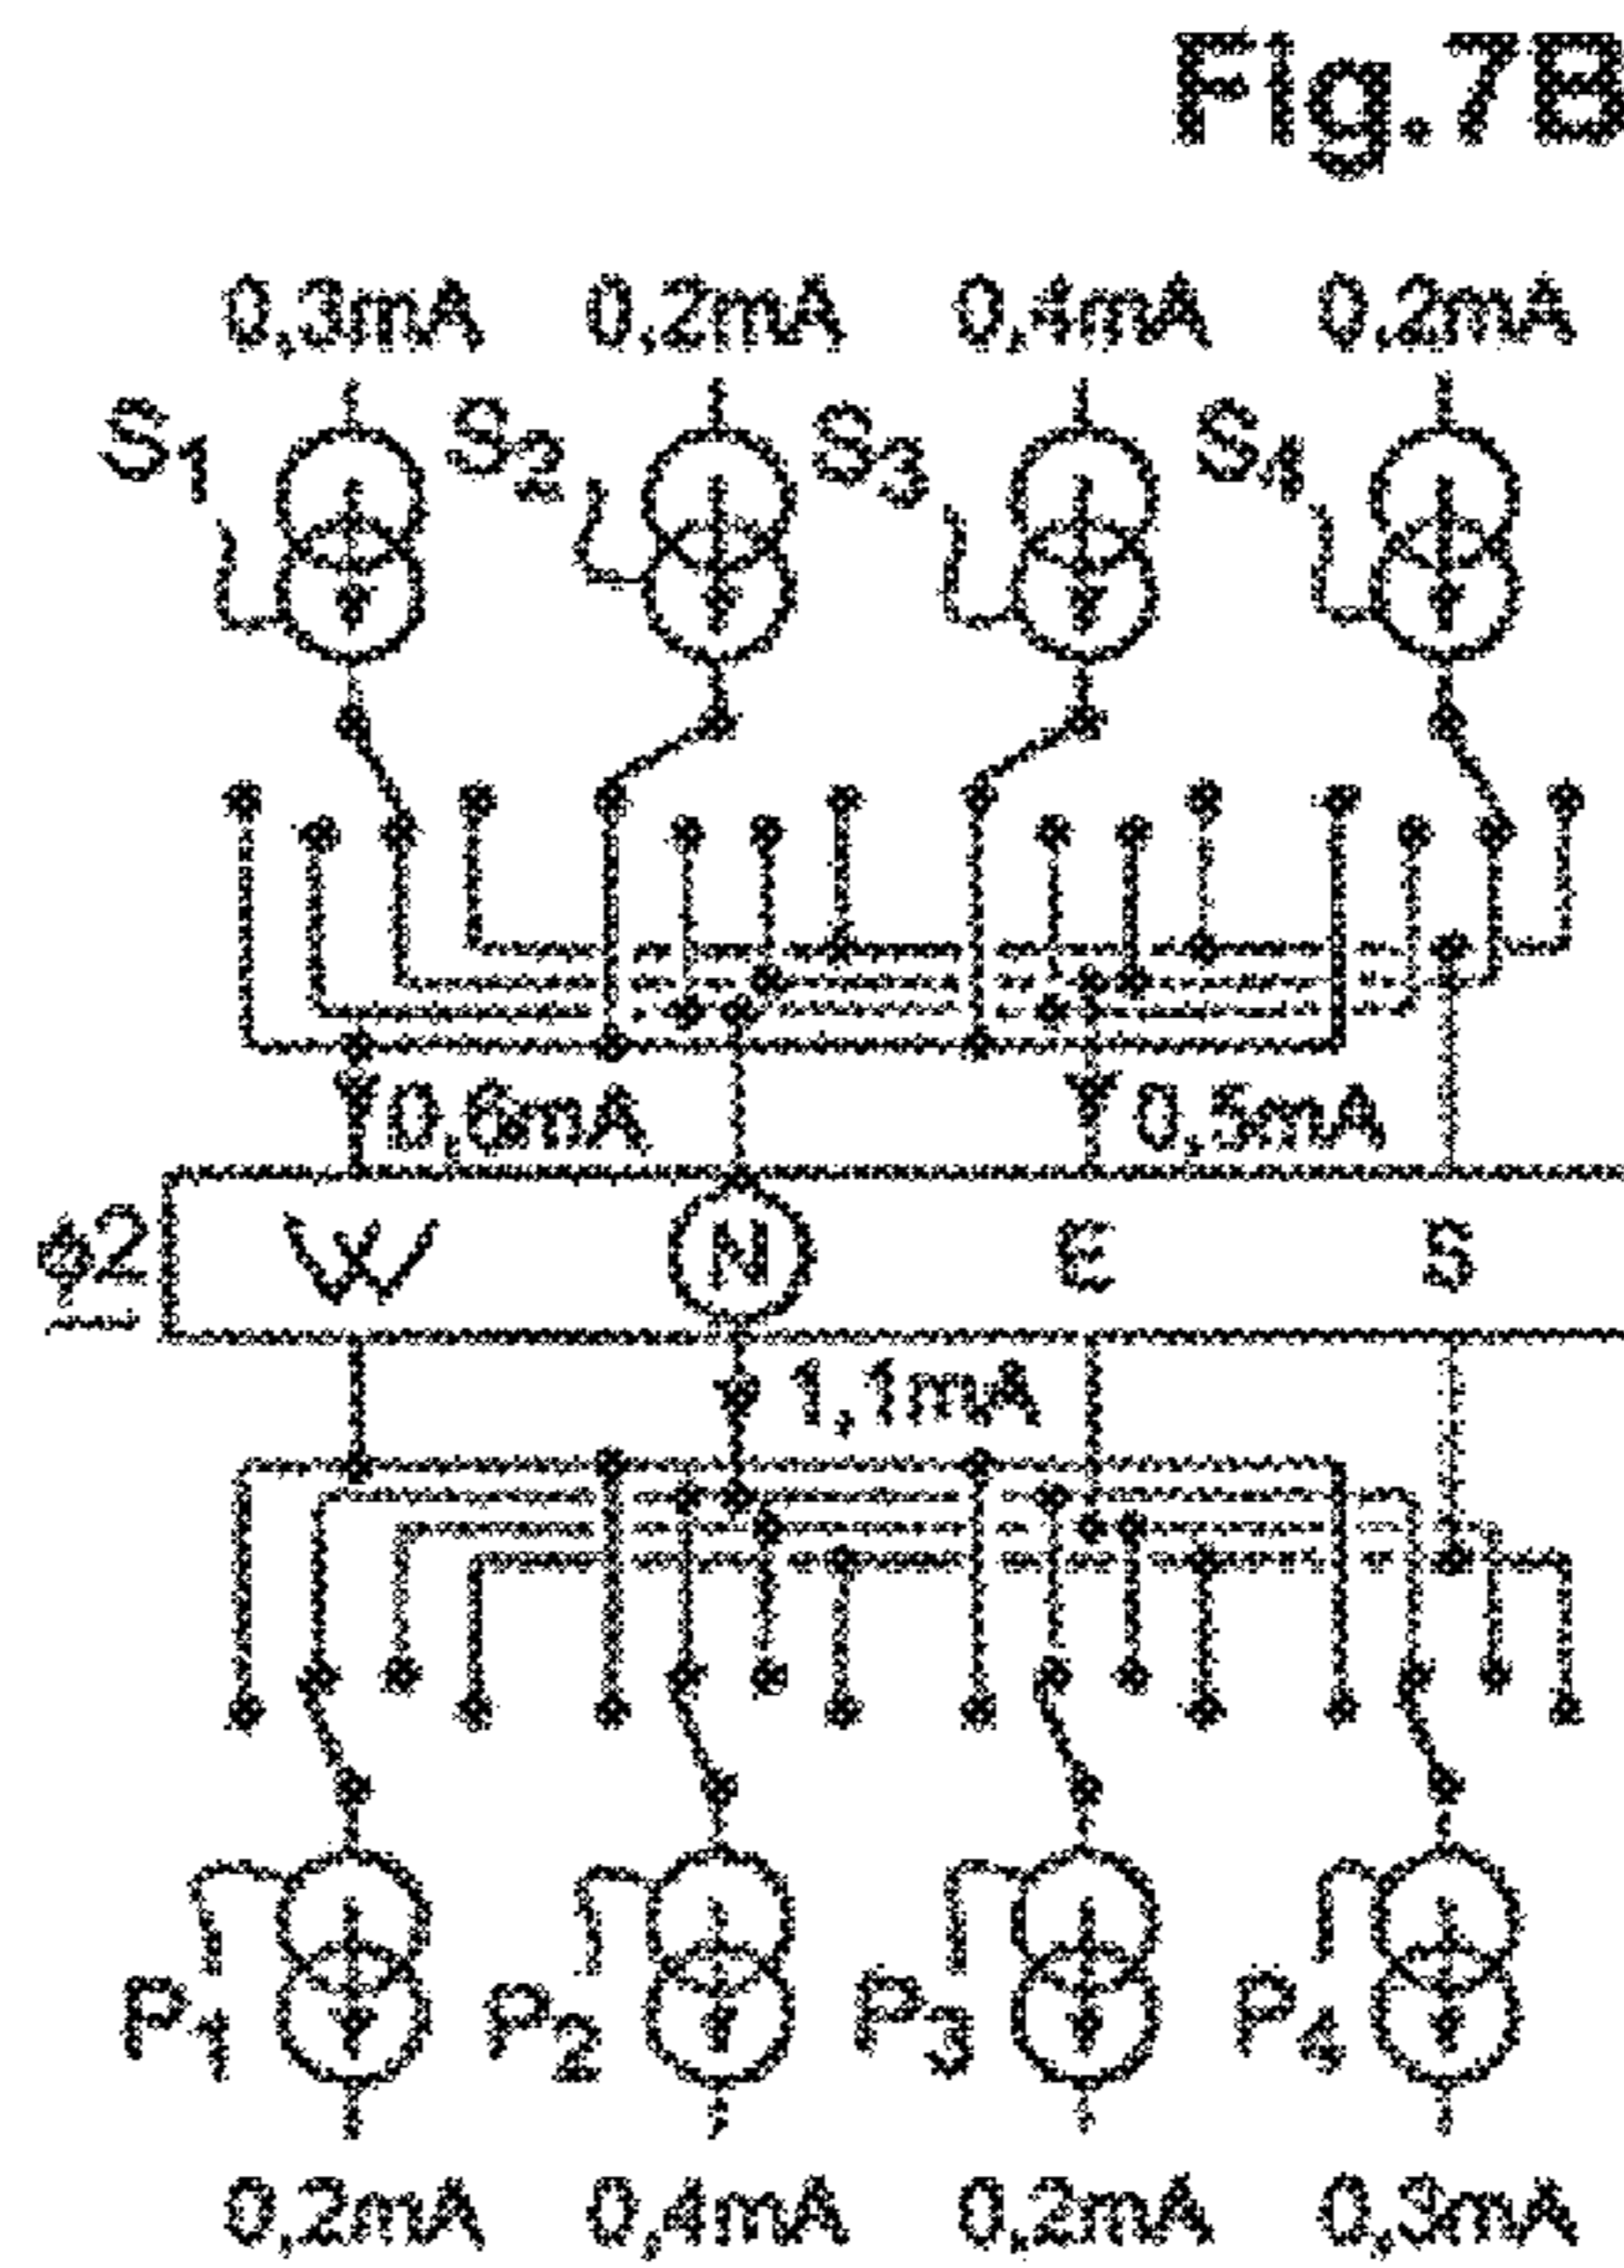 Fig.7B
0,3mA 0,2mA 0,4mA 0,2mA
S1 S2 S3 S4
0,6mA 0,5mA
ϕ2 W N E S
1,1mA
P1 P2 P3 P4
0,2mA 0,4mA 0,2mA 0,3mA